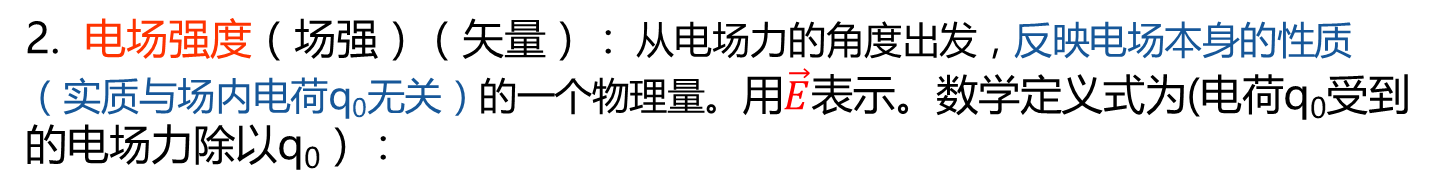 2. 电场强度（场强）（矢量）：从电场力的角度出发，反映电场本身的性质
（实质与场内电荷q₀无关）的一个物理量。用E⃗表示。数学定义式为(电荷q₀受到
的电场力除以q₀）：